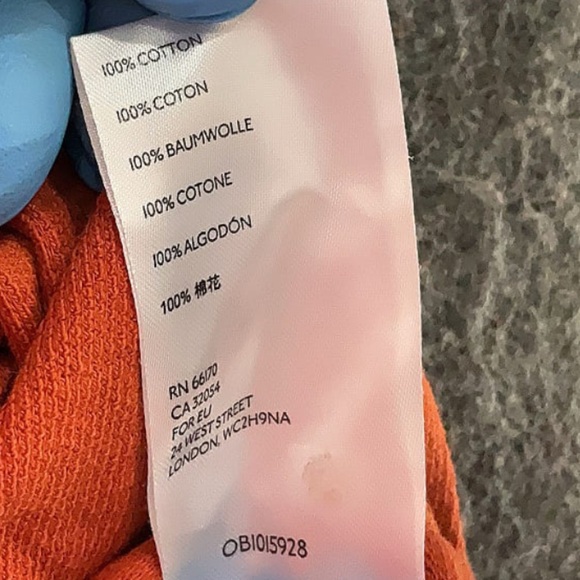 100% COTTON
100% COTON
100% BAUMWOLLE
100% COTONE
100% ALGODÓN
100% 棉花
RN 66170
CA 32054
FOR EU
24 WEST STREET
LONDON, WC2H9NA
OB1015928